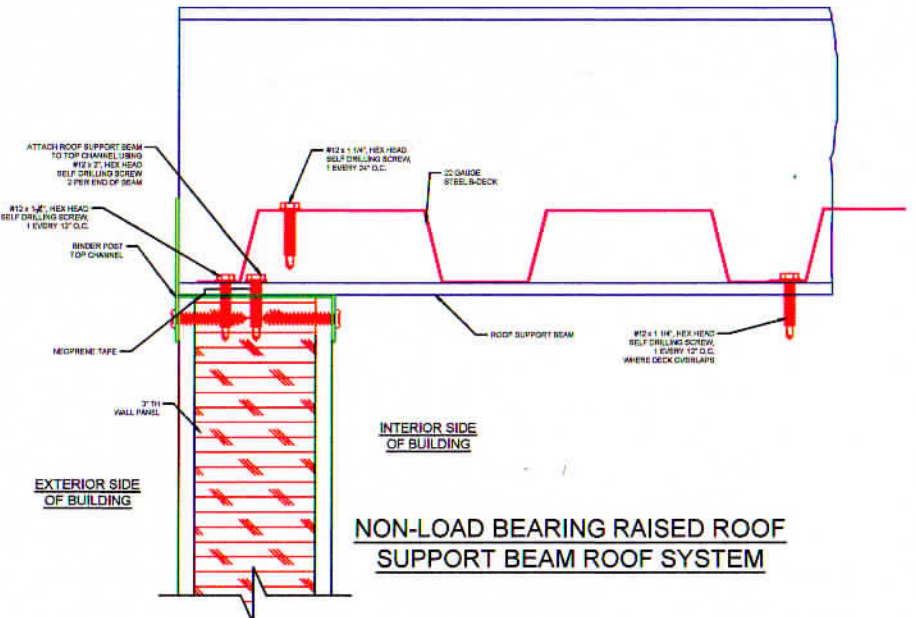 ATTACH ROOF SUPPORT BEAM
TO TOP CHANNEL USING
#12 x 2", HEX HEAD
SELF DRILLING SCREW
2 PER END OF BEAM
#12 x 1 1/4", HEX HEAD
SELF DRILLING SCREW,
1 EVERY 24" O.C.
22 GAUGE
STEEL B-DECK
HEX HEAD
SELF DRILLING SCREW,
1 EVERY 12" O.C.
BINDER POST
TOP CHANNEL
NEOPRENE TAPE
ROOF SUPPORT BEAM
#12 x 1 1/4", HEX HEAD
SELF DRILLING SCREW,
1 EVERY 12" O.C.
WHERE DECK OVERLAPS
3" TH
WALL PANEL
INTERIOR SIDE
OF BUILDING
EXTERIOR SIDE
OF BUILDING
NON-LOAD BEARING RAISED ROOF
SUPPORT BEAM ROOF SYSTEM